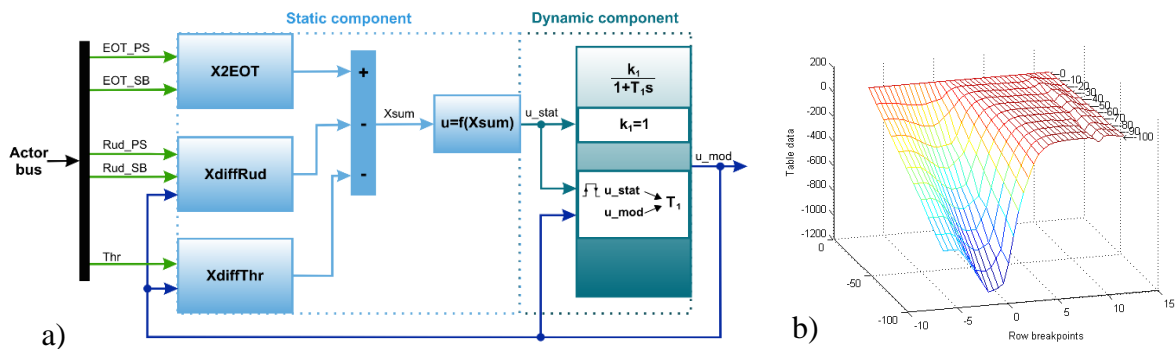 Static component
Dynamic component
Actor
bus
EOT_PS
EOT_SB
Rud_PS
Rud_SB
Thr
X2EOT
XdiffRud
XdiffThr
+
-
-
Xsum
u=f(Xsum)
u_stat
k₁
1+T₁s
k₁=1
u_stat
u_mod
T₁
u_mod
a)
Table data
200
0
-200
-400
-600
-800
-1000
-1200
0
-50
-100
-10
-5
0
5
10
15
Row breakpoints
b)